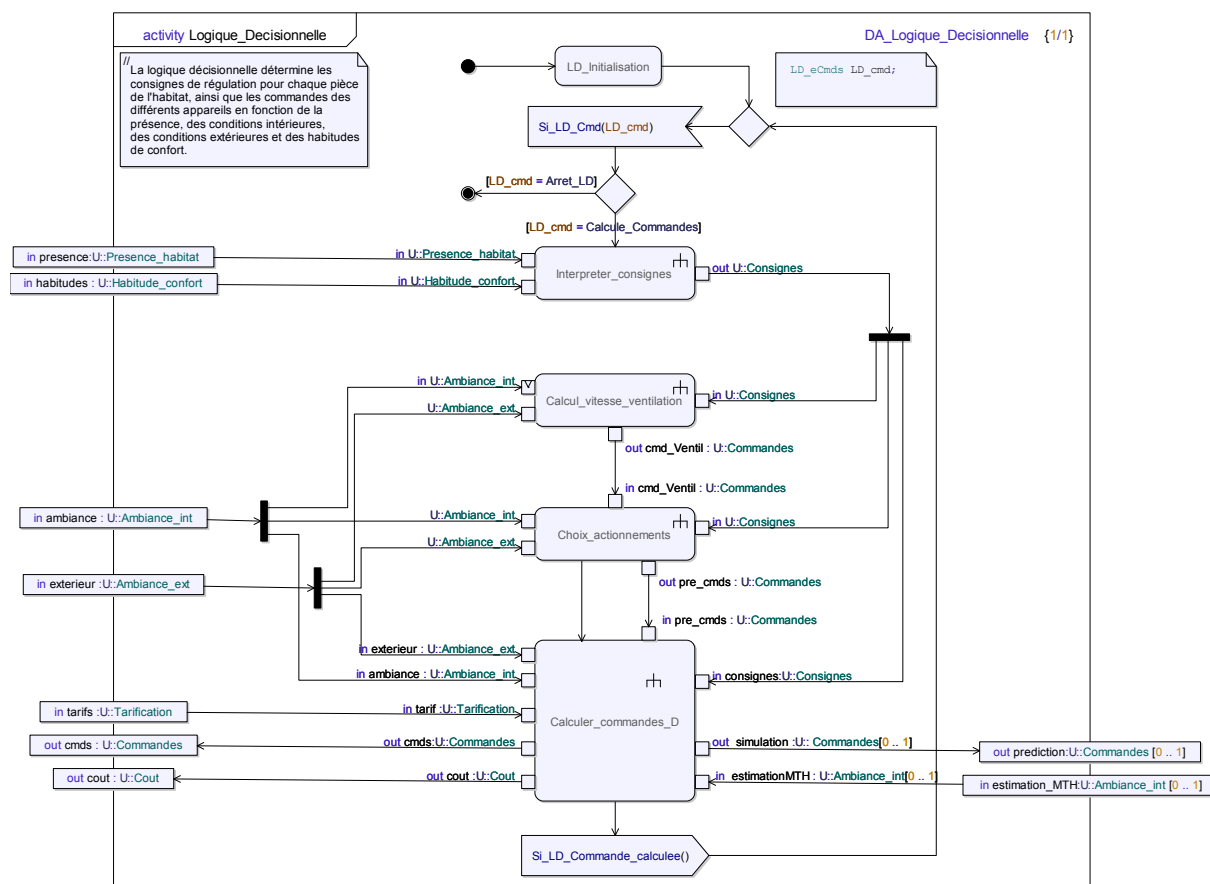 activity Logique_Decisionnelle
DA_Logique_Decisionnelle {1/1}
//
La logique décisionnelle détermine les
consignes de régulation pour chaque pièce
de l'habitat, ainsi que les commandes des
différents appareils en fonction de la
présence, des conditions intérieures,
des conditions extérieures et des habitudes
de confort.
LD_Initialisation
LD_eCmds LD_cmd;
Si_LD_Cmd(LD_cmd)
[LD_cmd = Arret_LD]
[LD_cmd = Calcule_Commandes]
in presence:U::Presence_habitat
in U::Presence_habitat
in habitudes : U::Habitude_confort
in U::Habitude_confort
Interpreter_consignes
out U::Consignes
in U::Ambiance_int
U::Ambiance_ext
Calcul_vitesse_ventilation
in U::Consignes
out cmd_Ventil : U::Commandes
in cmd_Ventil : U::Commandes
in ambiance : U::Ambiance_int
U::Ambiance_int
U::Ambiance_ext
Choix_actionnements
in U::Consignes
in exterieur :U::Ambiance_ext
out pre_cmds : U::Commandes
in pre_cmds : U::Commandes
in exterieur : U::Ambiance_ext
in ambiance : U::Ambiance_int
in consignes:U::Consignes
in tarifs :U::Tarification
in tarif :U::Tarification
Calculer_commandes_D
out cmds : U::Commandes
out cmds:U::Commandes
out simulation :U:: Commandes[0 .. 1]
out prediction:U::Commandes [0 .. 1]
out cout : U::Cout
out cout :U::Cout
in estimationMTH : U::Ambiance_int[0 .. 1]
in estimation_MTH:U::Ambiance_int [0 .. 1]
Si_LD_Commande_calculee()